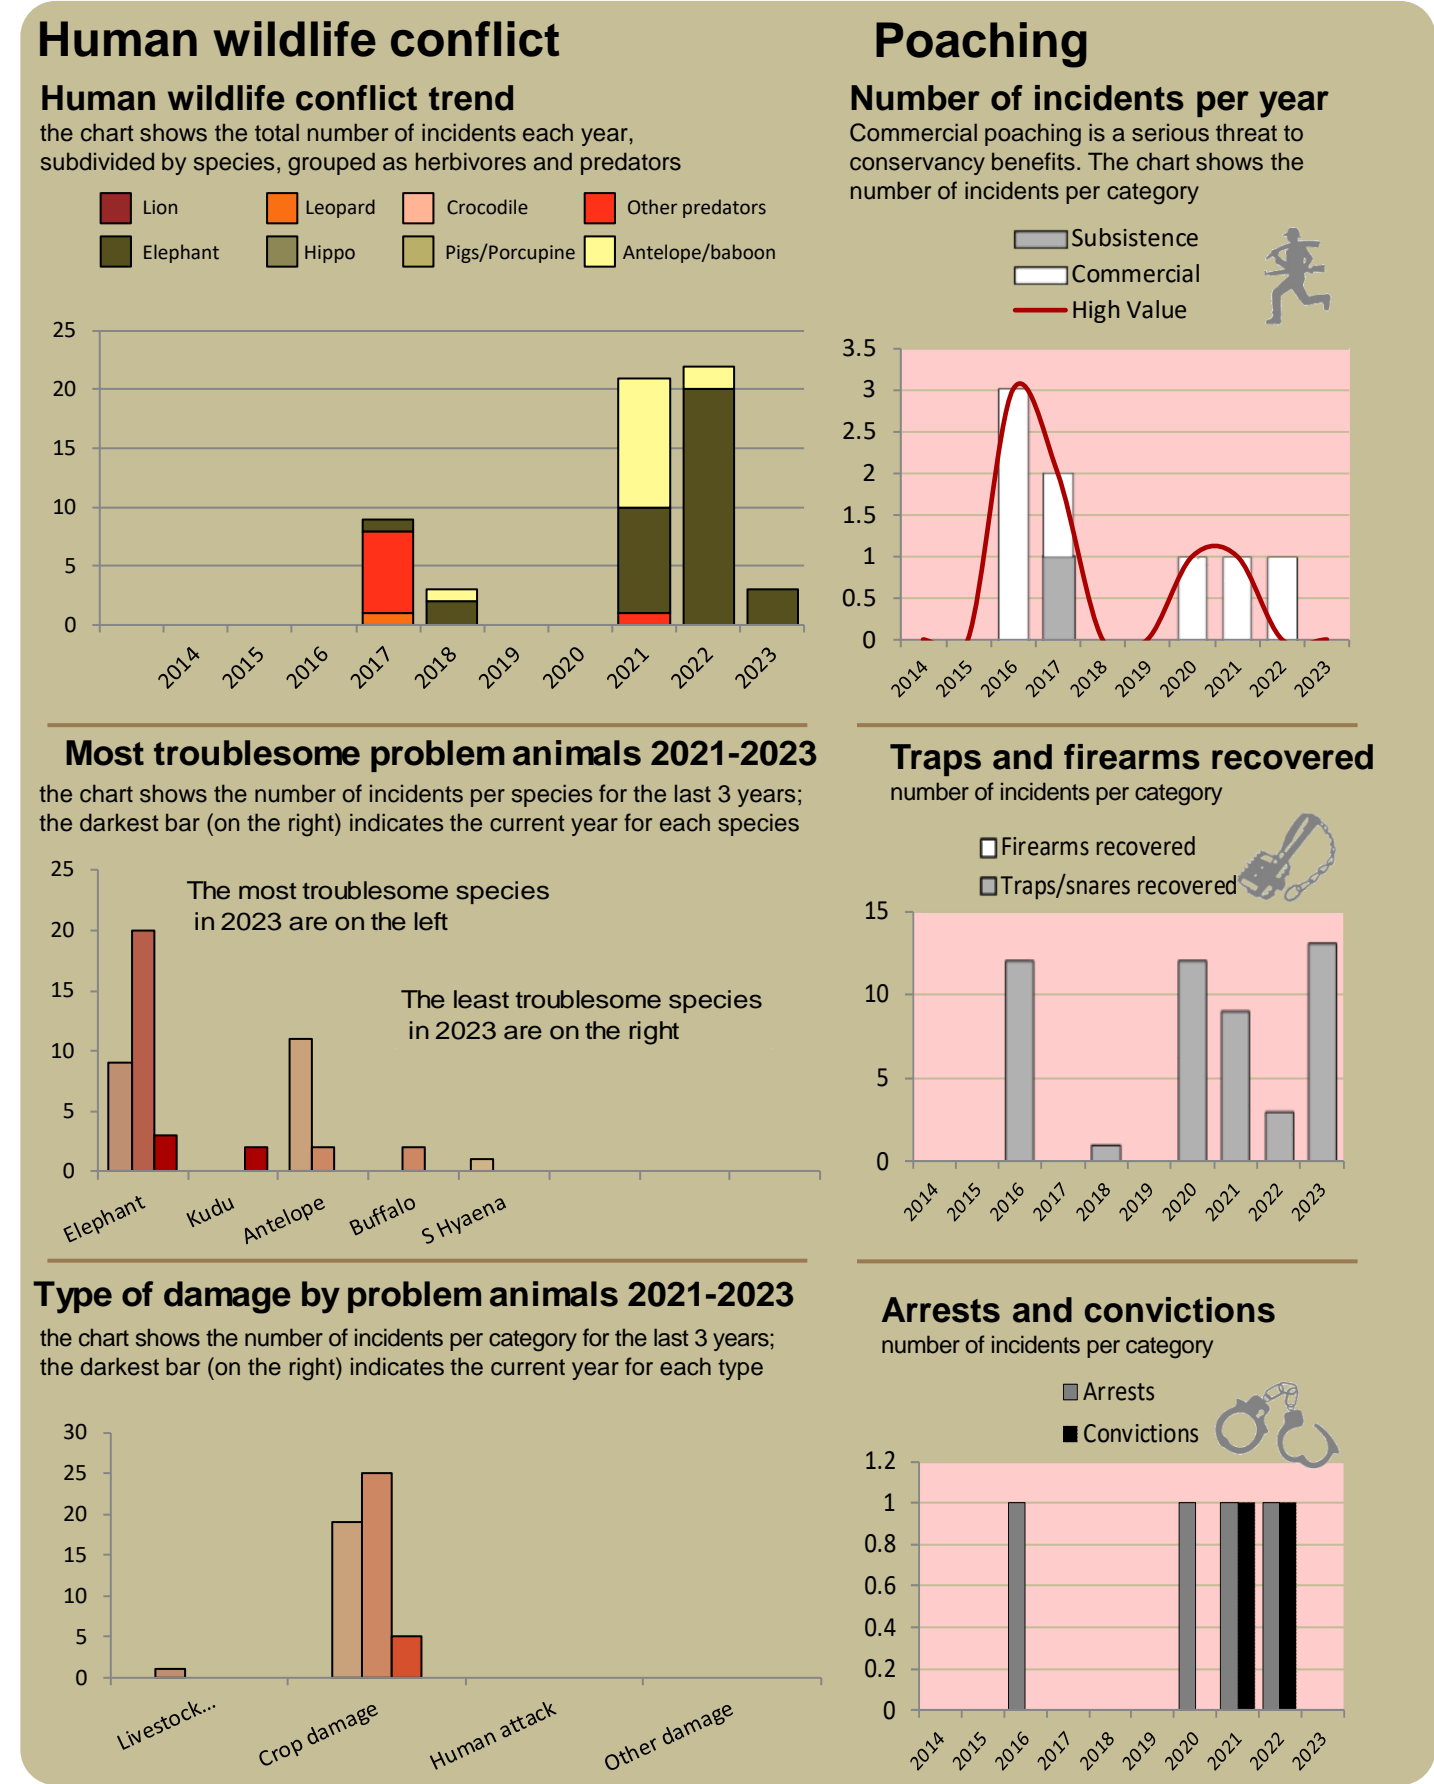 Human wildlife conflict
Human wildlife conflict trend
the chart shows the total number of incidents each year,
subdivided by species, grouped as herbivores and predators
Lion
Leopard
Crocodile
Other predators
Elephant
Hippo
Pigs/Porcupine
Antelope/baboon
25
20
15
10
5
0
2014
2015
2016
2017
2018
2019
2020
2021
2022
2023
Most troublesome problem animals 2021-2023
the chart shows the number of incidents per species for the last 3 years;
the darkest bar (on the right) indicates the current year for each species
The most troublesome species
in 2023 are on the left
The least troublesome species
in 2023 are on the right
25
20
15
10
5
0
Elephant
Kudu
Antelope
Buffalo
S Hyaena
Type of damage by problem animals 2021-2023
the chart shows the number of incidents per category for the last 3 years;
the darkest bar (on the right) indicates the current year for each type
30
25
20
15
10
5
0
Livestock...
Crop damage
Human attack
Other damage
Poaching
Number of incidents per year
Commercial poaching is a serious threat to
conservancy benefits. The chart shows the
number of incidents per category
Subsistence
Commercial
High Value
3.5
3
2.5
2
1.5
1
0.5
0
2014
2015
2016
2017
2018
2019
2020
2021
2022
2023
Traps and firearms recovered
number of incidents per category
Firearms recovered
Traps/snares recovered
15
10
5
0
2014
2015
2016
2017
2018
2019
2020
2021
2022
2023
Arrests and convictions
number of incidents per category
Arrests
Convictions
1.2
1
0.8
0.6
0.4
0.2
0
2014
2015
2016
2017
2018
2019
2020
2021
2022
2023